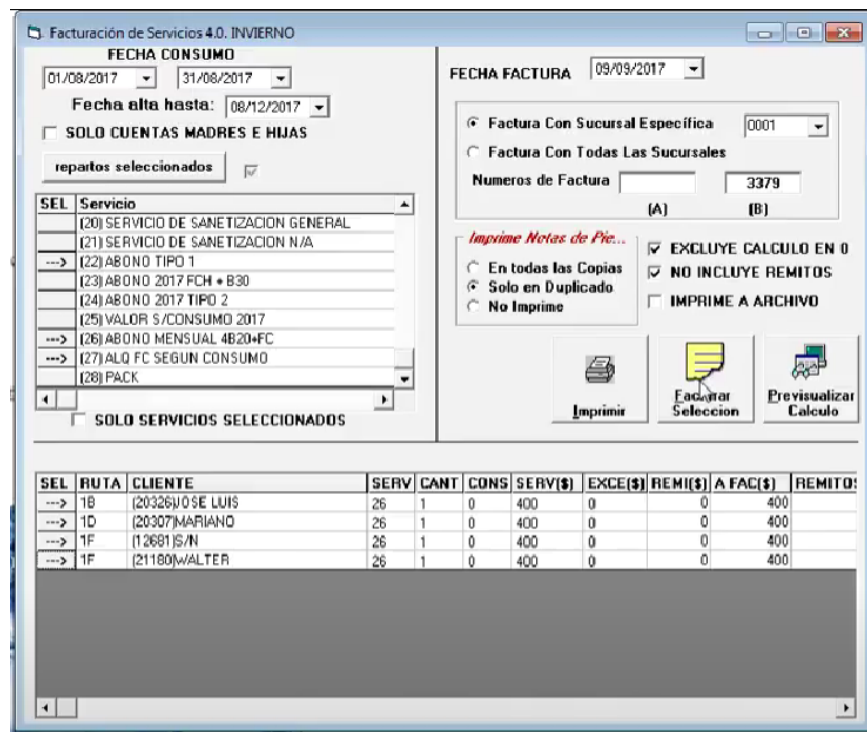 Facturación de Servicios 4.0. INVIERNO
FECHA CONSUMO
01/08/2017 31/08/2017
Fecha alta hasta: 08/12/2017
SOLO CUENTAS MADRES E HIJAS
repartos seleccionados
SEL Servicio
(20) SERVICIO DE SANETIZACION GENERAL
(21) SERVICIO DE SANETIZACION N/A
---> (22) ABONO TIPO 1
(23) ABONO 2017 FCH + B30
(24) ABONO 2017 TIPO 2
(25) VALOR S/CONSUMO 2017
---> (26) ABONO MENSUAL 4B20+FC
---> (27) ALQ FC SEGUN CONSUMO
(28) PACK
SOLO SERVICIOS SELECCIONADOS
FECHA FACTURA 09/09/2017
Factura Con Sucursal Específica 0001
Factura Con Todas Las Sucursales
Numeros de Factura 3379
(A) (B)
Imprime Notas de Pie...
En todas las Copias
Solo en Duplicado
No Imprime
EXCLUYE CALCULO EN 0
NO INCLUYE REMITOS
IMPRIME A ARCHIVO
Imprimir
Facturar Seleccion
Previsualizar Calculo
SEL RUTA CLIENTE SERV CANT CONS SERV($) EXCE($) REMI($) A FAC($) REMITOS
---> 1B (20326)JOSE LUIS 26 1 0 400 0 0 400
---> 1D (20307)MARIANO 26 1 0 400 0 0 400
---> 1F (12681)S/N 26 1 0 400 0 0 400
---> 1F (21180)WALTER 26 1 0 400 0 0 400